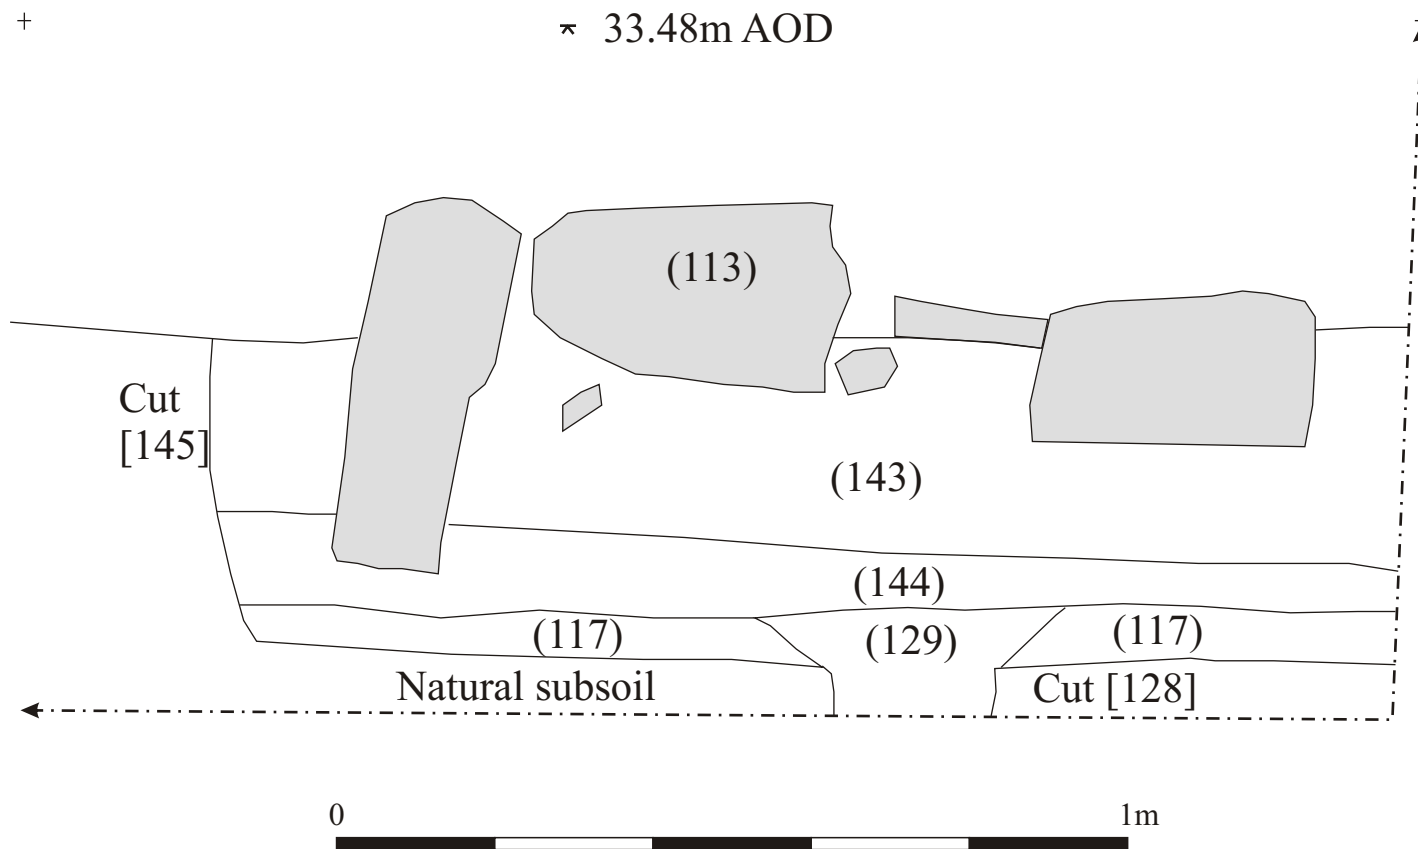 33.48m AOD
(113)
Cut
[145]
(143)
(144)
(117)
(129)
(117)
Natural subsoil
Cut [128]
0
1m